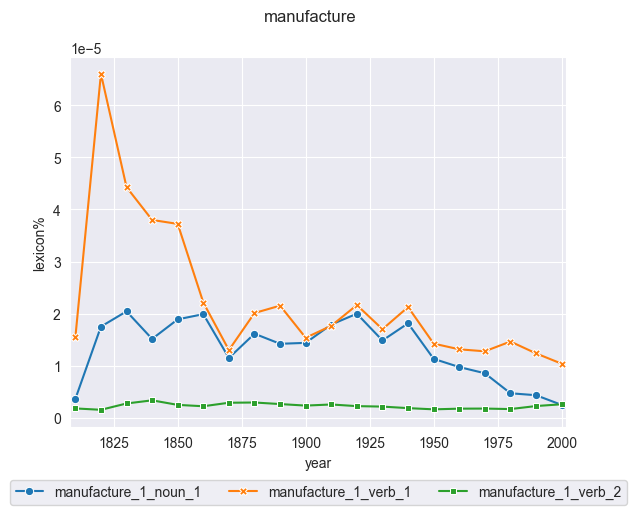 manufacture
1e−5
6
5
4
3
2
1
0
lexicon%
1825 1850 1875 1900 1925 1950 1975 2000
year
manufacture_1_noun_1 manufacture_1_verb_1 manufacture_1_verb_2